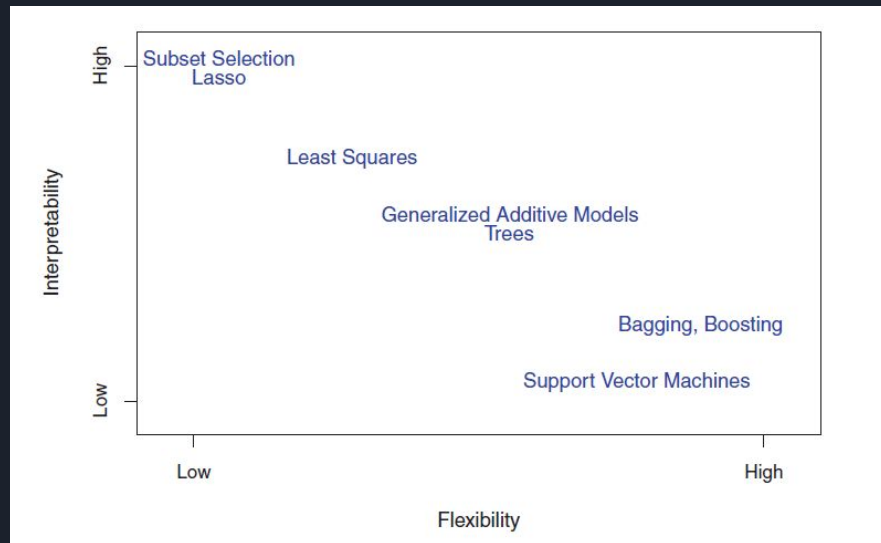 High
Subset Selection
Lasso
Least Squares
Interpretability
Generalized Additive Models
Trees
Bagging, Boosting
Support Vector Machines
Low
Low
High
Flexibility